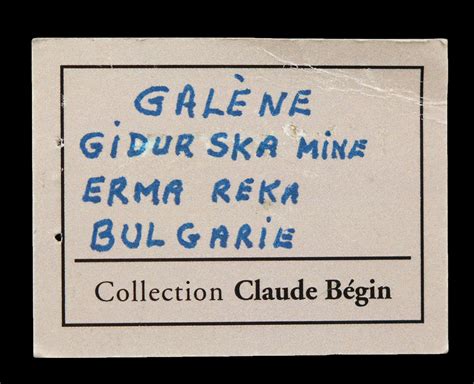 GALÈNE
GIDURSKA MINE
ERMA REKA
BULGARIE
Collection Claude Bégin